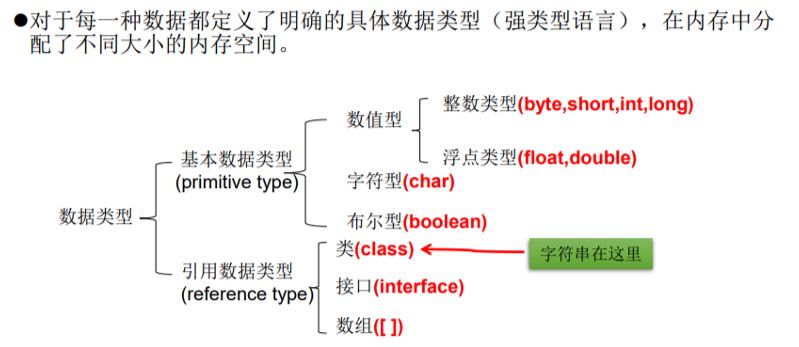 ●对于每一种数据都定义了明确的具体数据类型（强类型语言），在内存中分
配了不同大小的内存空间。
整数类型(byte,short,int,long)
数值型
浮点类型(float,double)
基本数据类型
(primitive type)
字符型(char)
数据类型
布尔型(boolean)
类(class)
字符串在这里
引用数据类型
(reference type)
接口(interface)
数组([ ])